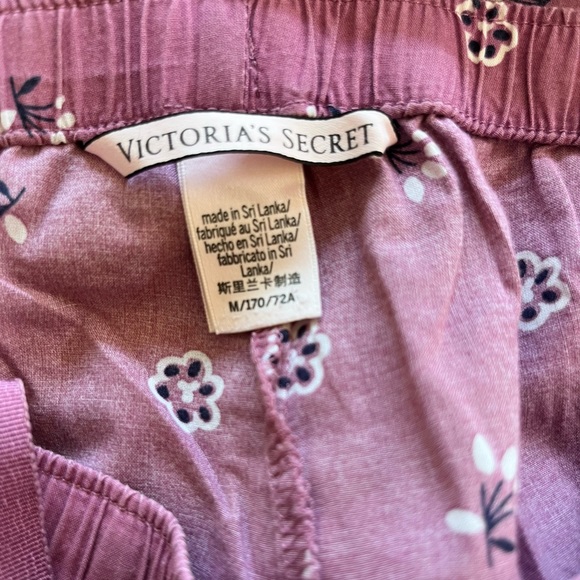 VICTORIA'S SECRET
made in Sri Lanka/
fabriqué au Sri Lanka/
hecho en Sri Lanka/
fabbricato in Sri
Lanka/
斯里兰卡制造
M/170/72A